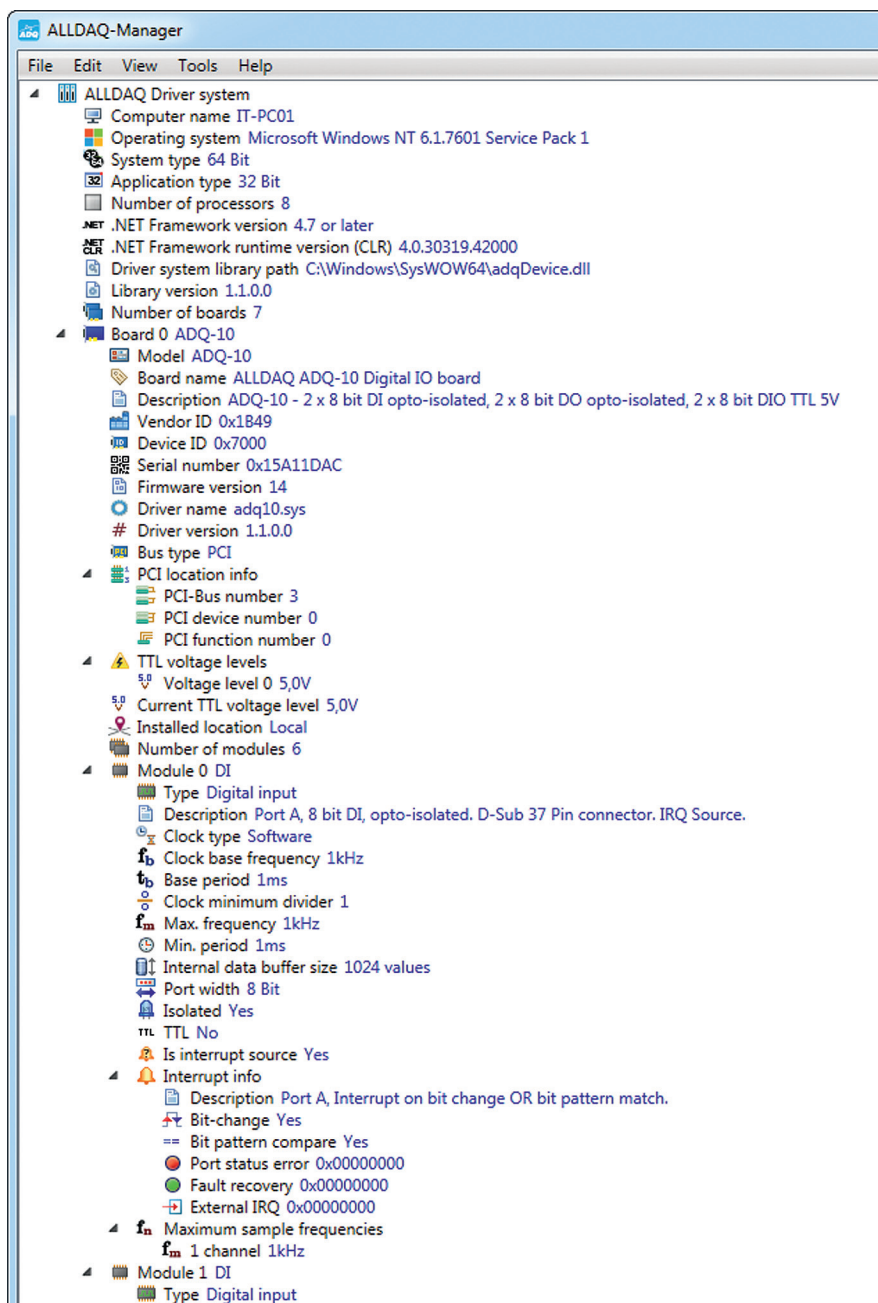 ALLDAQ-Manager
File Edit View Tools Help
ALLDAQ Driver system
Computer name IT-PC01
Operating system Microsoft Windows NT 6.1.7601 Service Pack 1
System type 64 Bit
Application type 32 Bit
Number of processors 8
.NET Framework version 4.7 or later
.NET Framework runtime version (CLR) 4.0.30319.42000
Driver system library path C:\Windows\SysWOW64\adqDevice.dll
Library version 1.1.0.0
Number of boards 7
Board 0 ADQ-10
Model ADQ-10
Board name ALLDAQ ADQ-10 Digital IO board
Description ADQ-10 - 2 x 8 bit DI opto-isolated, 2 x 8 bit DO opto-isolated, 2 x 8 bit DIO TTL 5V
Vendor ID 0x1B49
Device ID 0x7000
Serial number 0x15A11DAC
Firmware version 14
Driver name adq10.sys
Driver version 1.1.0.0
Bus type PCI
PCI location info
PCI-Bus number 3
PCI device number 0
PCI function number 0
TTL voltage levels
Voltage level 0 5,0V
Current TTL voltage level 5,0V
Installed location Local
Number of modules 6
Module 0 DI
Type Digital input
Description Port A, 8 bit DI, opto-isolated. D-Sub 37 Pin connector. IRQ Source.
Clock type Software
Clock base frequency 1kHz
Base period 1ms
Clock minimum divider 1
Max. frequency 1kHz
Min. period 1ms
Internal data buffer size 1024 values
Port width 8 Bit
Isolated Yes
TTL No
Is interrupt source Yes
Interrupt info
Description Port A, Interrupt on bit change OR bit pattern match.
Bit-change Yes
Bit pattern compare Yes
Port status error 0x00000000
Fault recovery 0x00000000
External IRQ 0x00000000
Maximum sample frequencies
1 channel 1kHz
Module 1 DI
Type Digital input